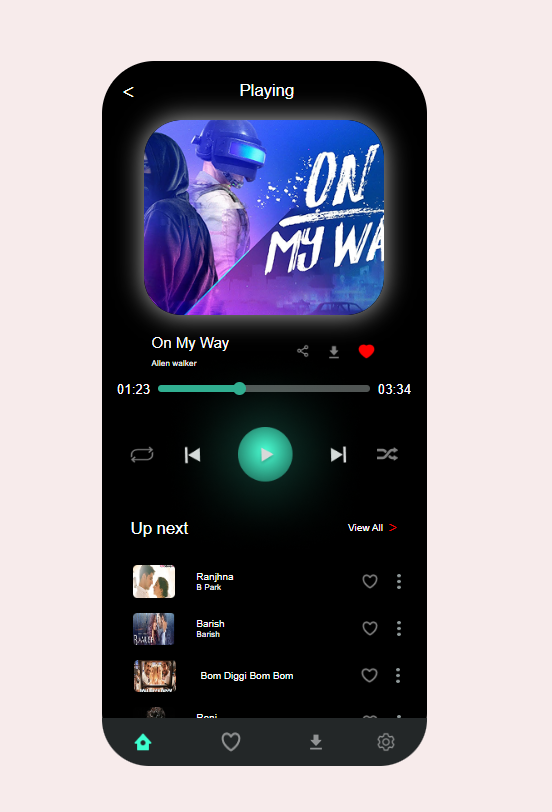 <
Playing
ON
MY WA
On My Way
Allen walker
01:23
03:34
Up next
View All >
Ranjhna
B Park
Barish
Barish
Bom Diggi Bom Bom